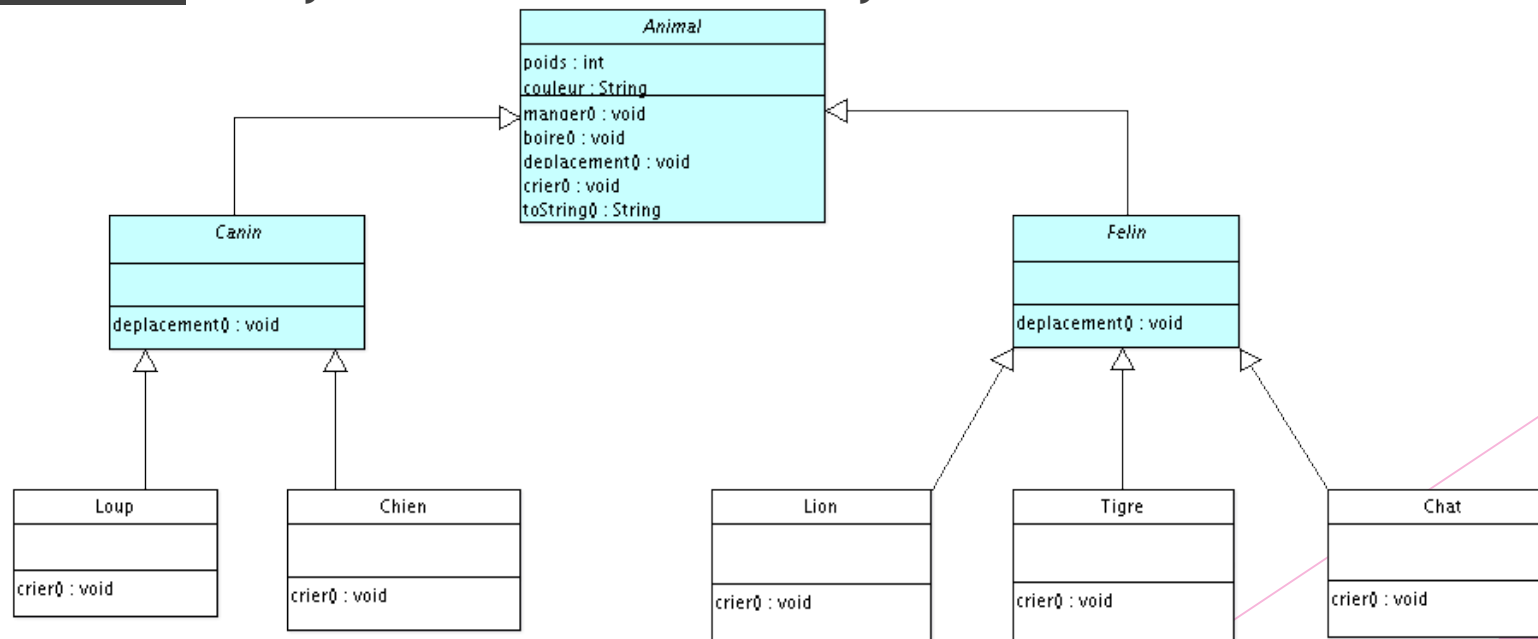 Animal
poids : int
couleur : String
manger() : void
boire() : void
deplacement() : void
crier() : void
toString() : String
Canin
deplacement() : void
Felin
deplacement() : void
Loup
crier() : void
Chien
crier() : void
Lion
crier() : void
Tigre
crier() : void
Chat
crier() : void